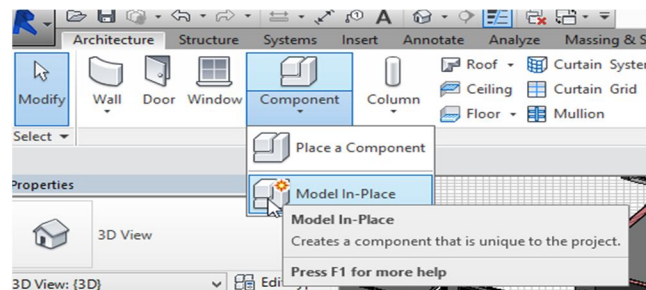 Architecture Structure Systems Insert Annotate Analyze Massing & S
Modify Wall Door Window Component Column
Roof Curtain Syste
Ceiling Curtain Grid
Floor Mullion
Select
Place a Component
Properties
Model In-Place
Model In-Place
Creates a component that is unique to the project.
3D View
Press F1 for more help
3D View: {3D} Edi